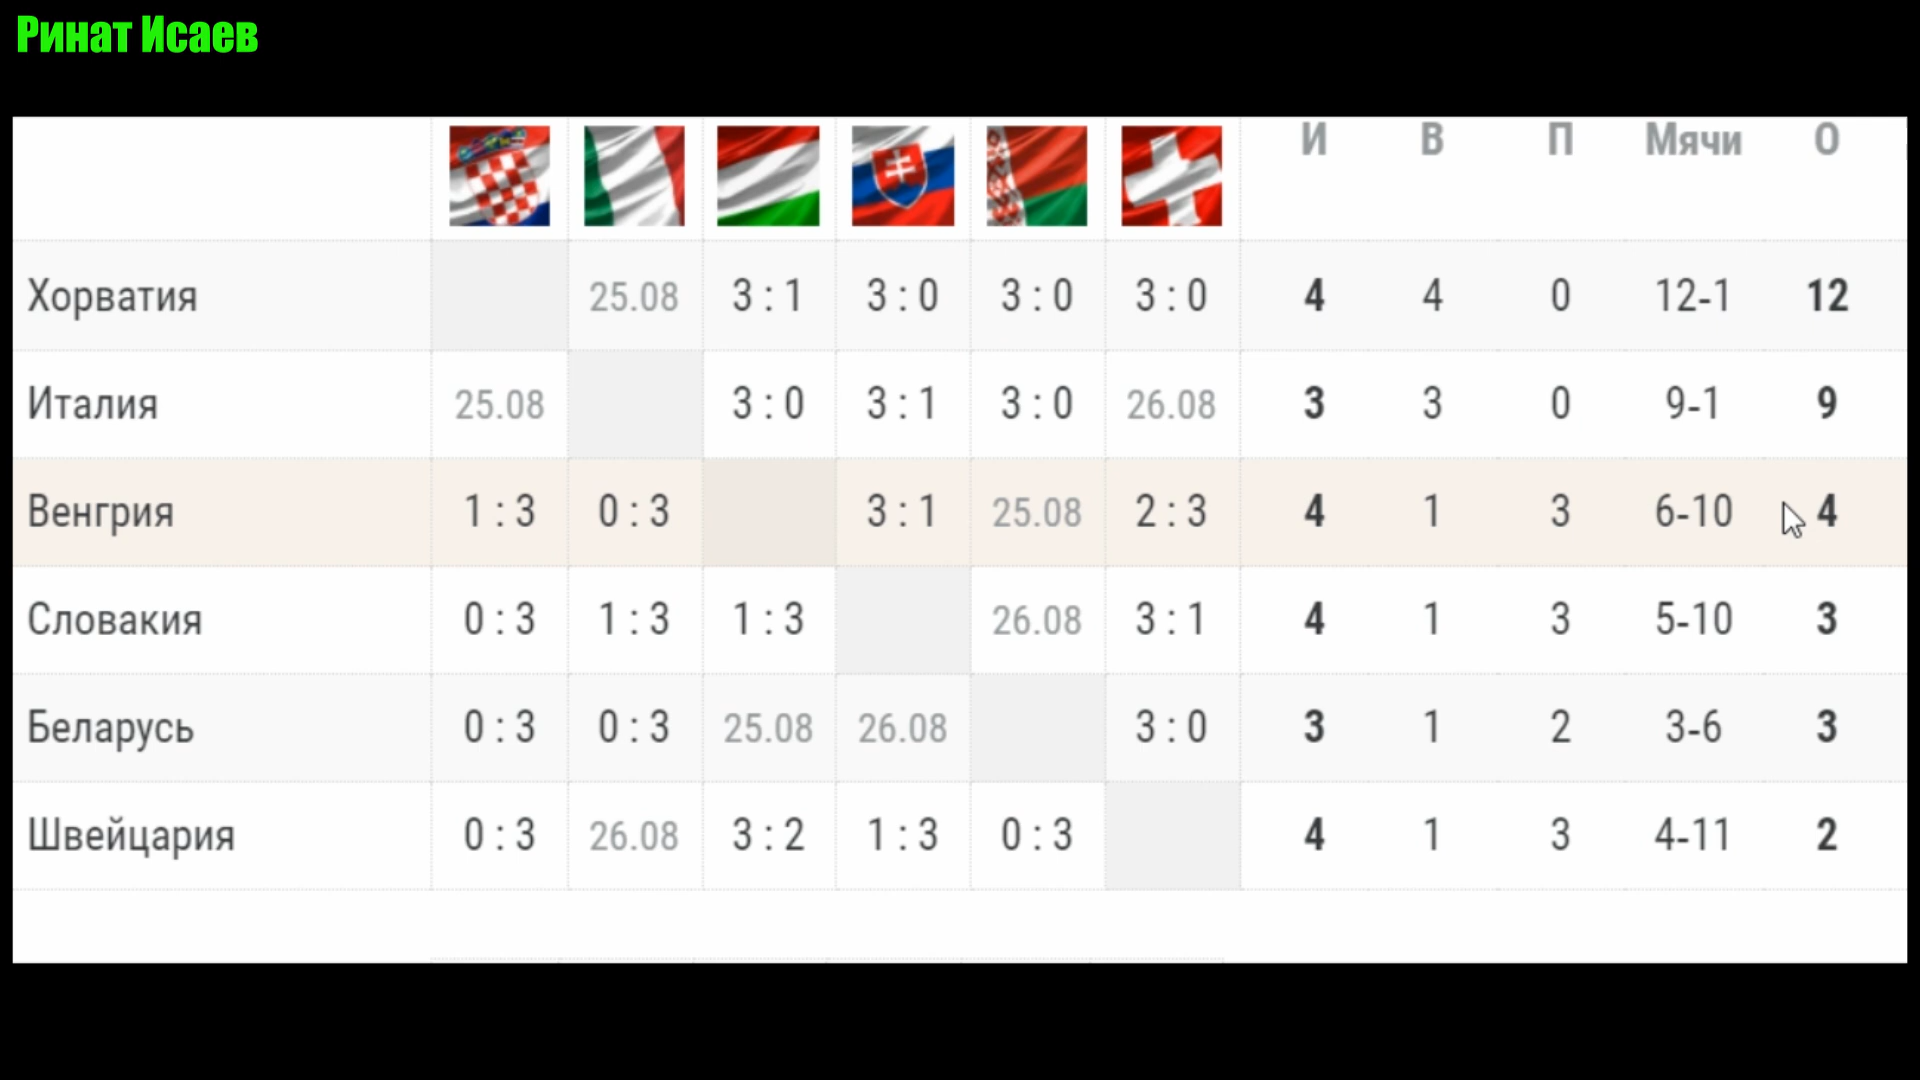 Ринат Исаев
И В П Мячи О
Хорватия 25.08 3 : 1 3 : 0 3 : 0 3 : 0 4 4 0 12-1 12
Италия 25.08 3 : 0 3 : 1 3 : 0 26.08 3 3 0 9-1 9
Венгрия 1 : 3 0 : 3 3 : 1 25.08 2 : 3 4 1 3 6-10 4
Словакия 0 : 3 1 : 3 1 : 3 26.08 3 : 1 4 1 3 5-10 3
Беларусь 0 : 3 0 : 3 25.08 26.08 3 : 0 3 1 2 3-6 3
Швейцария 0 : 3 26.08 3 : 2 1 : 3 0 : 3 4 1 3 4-11 2